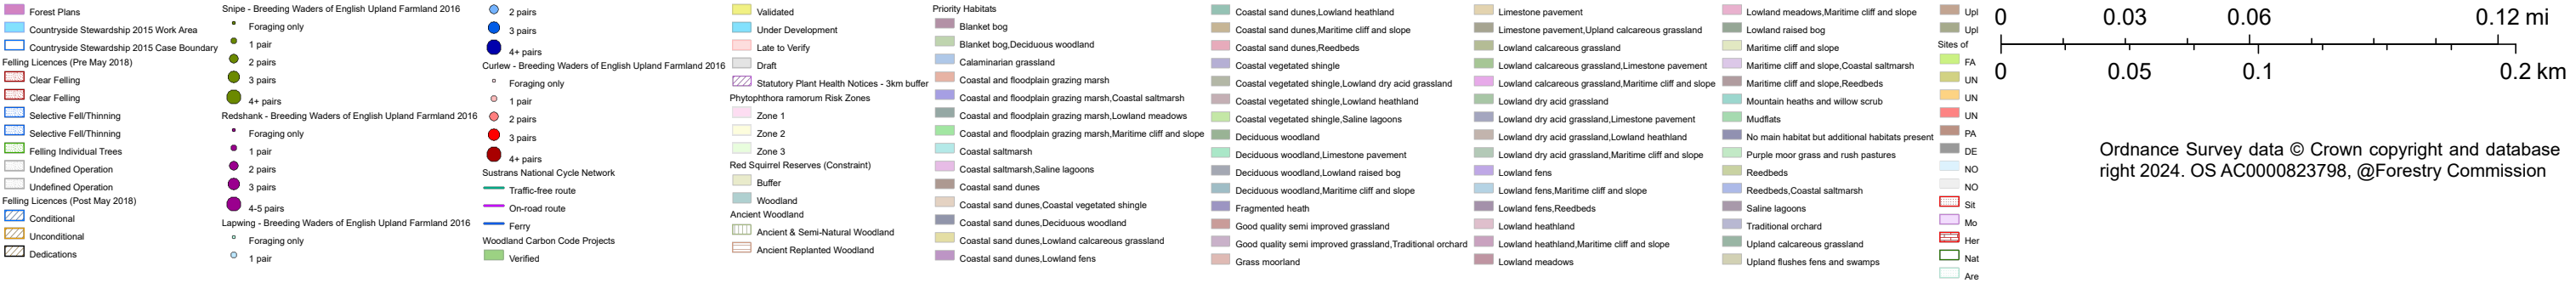 Forest Plans
Countryside Stewardship 2015 Work Area
Countryside Stewardship 2015 Case Boundary
Felling Licences (Pre May 2018)
Clear Felling
Clear Felling
Selective Fell/Thinning
Selective Fell/Thinning
Felling Individual Trees
Undefined Operation
Undefined Operation
Felling Licences (Post May 2018)
Conditional
Unconditional
Dedications
Snipe - Breeding Waders of English Upland Farmland 2016
Foraging only
1 pair
2 pairs
3 pairs
4+ pairs
Redshank - Breeding Waders of English Upland Farmland 2016
Foraging only
1 pair
2 pairs
3 pairs
4-5 pairs
Lapwing - Breeding Waders of English Upland Farmland 2016
Foraging only
1 pair
2 pairs
3 pairs
4+ pairs
Curlew - Breeding Waders of English Upland Farmland 2016
Foraging only
1 pair
2 pairs
3 pairs
4+ pairs
Sustrans National Cycle Network
Traffic-free route
On-road route
Ferry
Woodland Carbon Code Projects
Verified
Validated
Under Development
Late to Verify
Draft
Statutory Plant Health Notices - 3km buffer
Phytophthora ramorum Risk Zones
Zone 1
Zone 2
Zone 3
Red Squirrel Reserves (Constraint)
Buffer
Woodland
Ancient Woodland
Ancient & Semi-Natural Woodland
Ancient Replanted Woodland
Priority Habitats
Blanket bog
Blanket bog,Deciduous woodland
Calaminarian grassland
Coastal and floodplain grazing marsh
Coastal and floodplain grazing marsh,Coastal saltmarsh
Coastal and floodplain grazing marsh,Lowland meadows
Coastal and floodplain grazing marsh,Maritime cliff and slope
Coastal saltmarsh
Coastal saltmarsh,Saline lagoons
Coastal sand dunes
Coastal sand dunes,Coastal vegetated shingle
Coastal sand dunes,Deciduous woodland
Coastal sand dunes,Lowland calcareous grassland
Coastal sand dunes,Lowland fens
Coastal sand dunes,Lowland heathland
Coastal sand dunes,Maritime cliff and slope
Coastal sand dunes,Reedbeds
Coastal vegetated shingle
Coastal vegetated shingle,Lowland dry acid grassland
Coastal vegetated shingle,Lowland heathland
Coastal vegetated shingle,Saline lagoons
Deciduous woodland
Deciduous woodland,Limestone pavement
Deciduous woodland,Lowland raised bog
Deciduous woodland,Maritime cliff and slope
Fragmented heath
Good quality semi improved grassland
Good quality semi improved grassland,Traditional orchard
Grass moorland
Limestone pavement
Limestone pavement,Upland calcareous grassland
Lowland calcareous grassland
Lowland calcareous grassland,Limestone pavement
Lowland calcareous grassland,Maritime cliff and slope
Lowland dry acid grassland
Lowland dry acid grassland,Limestone pavement
Lowland dry acid grassland,Lowland heathland
Lowland dry acid grassland,Maritime cliff and slope
Lowland fens
Lowland fens,Maritime cliff and slope
Lowland fens,Reedbeds
Lowland heathland
Lowland heathland,Maritime cliff and slope
Lowland meadows
Lowland meadows,Maritime cliff and slope
Lowland raised bog
Maritime cliff and slope
Maritime cliff and slope,Coastal saltmarsh
Maritime cliff and slope,Reedbeds
Mountain heaths and willow scrub
Mudflats
No main habitat but additional habitats present
Purple moor grass and rush pastures
Reedbeds
Reedbeds,Coastal saltmarsh
Saline lagoons
Traditional orchard
Upland calcareous grassland
Upland flushes fens and swamps
Upl
Upl
Sites of
FA
UN
UN
UN
PA
DE
NO
NO
Sit
Mo
Her
Nat
Are
0 0.03 0.06 0.12 mi
0 0.05 0.1 0.2 km
Ordnance Survey data © Crown copyright and database
right 2024. OS AC0000823798, @Forestry Commission